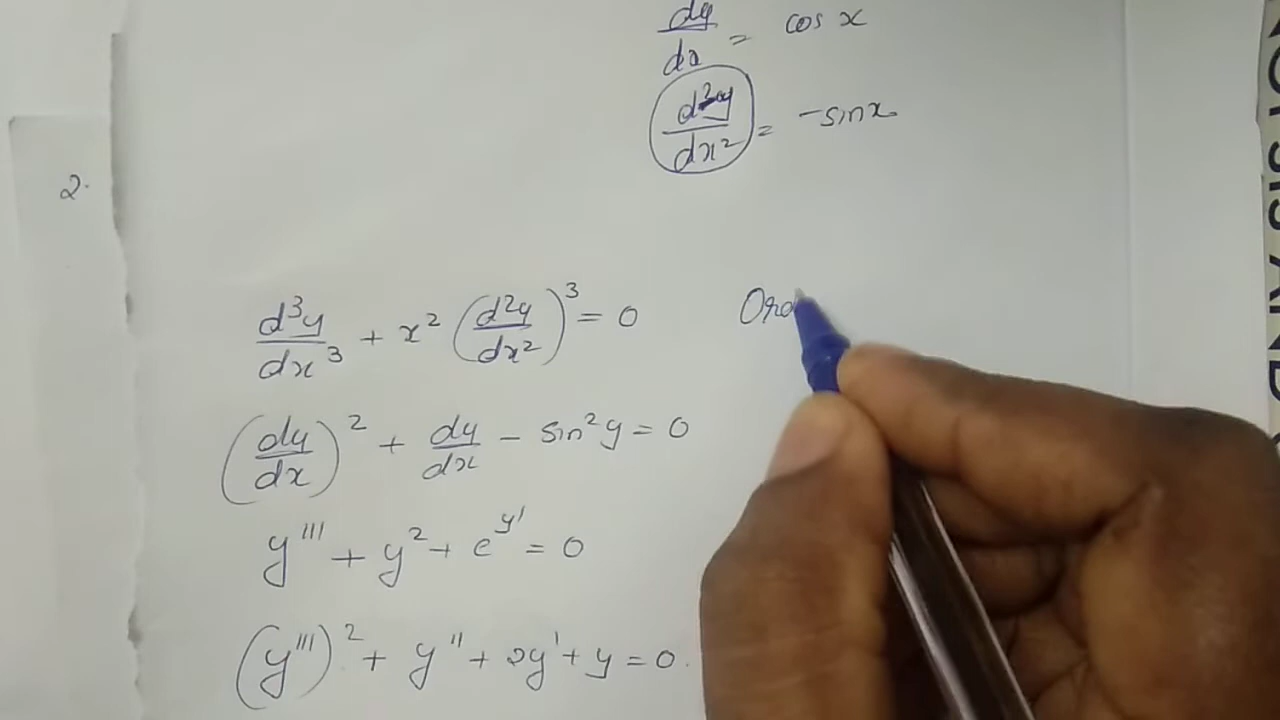 dy/dx = cos x
d²y/dx² = -sinx
2.
d³y/dx³ + x² (d²y/dx²)³ = 0
(dy/dx)² + dy/dx - sin²y = 0
y''' + y² + e^y' = 0
(y''')² + y'' + 2y' + y = 0.